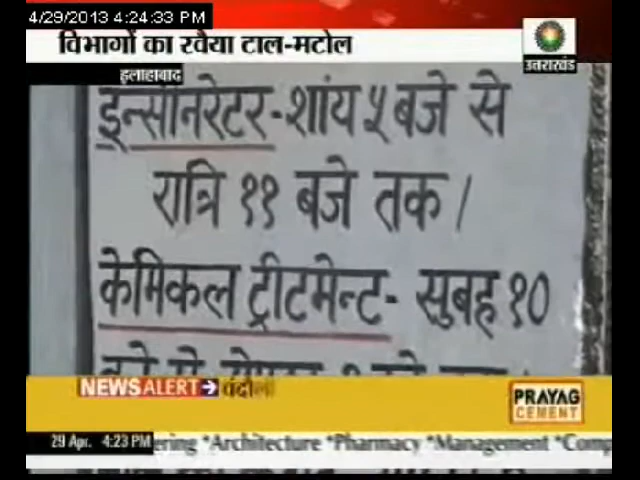 4/29/2013 4:24:33 PM
विभागों का रवैया टाल-मटोल
उत्तराखंड
इलाहाबाद
इन्सीनरेटर-शांय ५ बजे से
रात्रि ११ बजे तक।
केमिकल ट्रीटमेन्ट- सुबह १०
NEWS ALERT
PRAYAG
CEMENT
29 Apr. 4:23 PM ering *Architecture *Pharmacy *Management *Comp